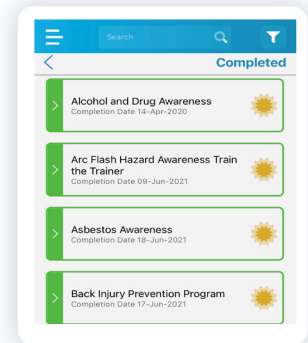 Search
Completed
Alcohol and Drug Awareness
Completion Date 14-Apr-2020
Arc Flash Hazard Awareness Train
the Trainer
Completion Date 09-Jun-2021
Asbestos Awareness
Completion Date 18-Jun-2021
Back Injury Prevention Program
Completion Date 17-Jun-2021